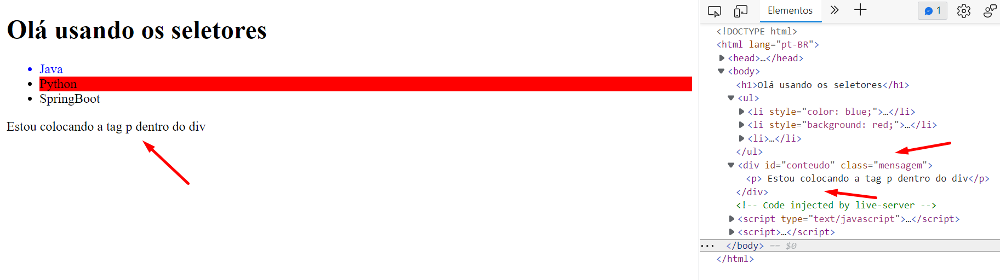 Olá usando os seletores
• Java
• Python
• SpringBoot
Estou colocando a tag p dentro do div
Elementos
1
<!DOCTYPE html>
<html lang="pt-BR">
<head>…</head>
<body>
<h1>Olá usando os seletores</h1>
<ul>
<li style="color: blue;">…</li>
<li style="background: red;">…</li>
<li>…</li>
</ul>
<div id="conteudo" class="mensagem">
<p> Estou colocando a tag p dentro do div</p>
</div>
<!-- Code injected by live-server -->
<script type="text/javascript">…</script>
<script>…</script>
</body> == $0
</html>